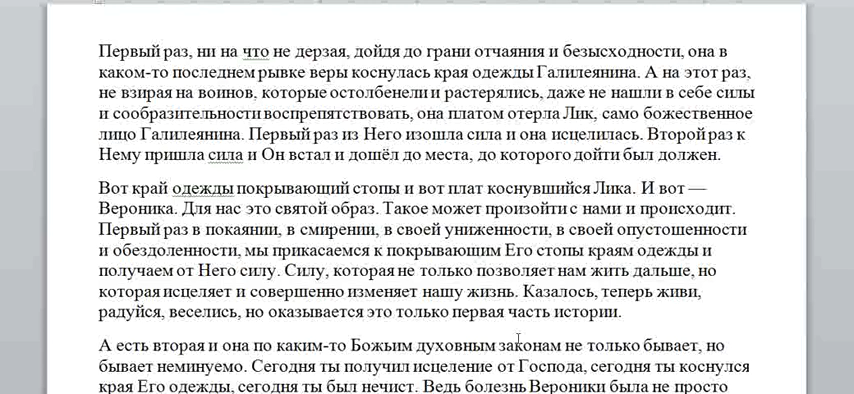 Первый раз, ни на что не дерзая, дойдя до грани отчаяния и безысходности, она в
каком-то последнем рывке веры коснулась края одежды Галилеянина. А на этот раз,
не взирая на воинов, которые остолбенели и растерялись, даже не нашли в себе силы
и сообразительности воспрепятствовать, она платом отерла Лик, само божественное
лицо Галилеянина. Первый раз из Него изошла сила и она исцелилась. Второй раз к
Нему пришла сила и Он встал и дошёл до места, до которого дойти был должен.
Вот край одежды покрывающий стопы и вот плат коснувшийся Лика. И вот —
Вероника. Для нас это святой образ. Такое может произойти с нами и происходит.
Первый раз в покаянии, в смирении, в своей униженности, в своей опустошенности
и обездоленности, мы прикасаемся к покрывающим Его стопы краям одежды и
получаем от Него силу. Силу, которая не только позволяет нам жить дальше, но
которая исцеляет и совершенно изменяет нашу жизнь. Казалось, теперь живи,
радуйся, веселись, но оказывается это только первая часть истории.
А есть вторая и она по каким-то Божьим духовным законам не только бывает, но
бывает неминуемо. Сегодня ты получил исцеление от Господа, сегодня ты коснулся
края Его одежды, сегодня ты был нечист. Ведь болезнь Вероники была не просто